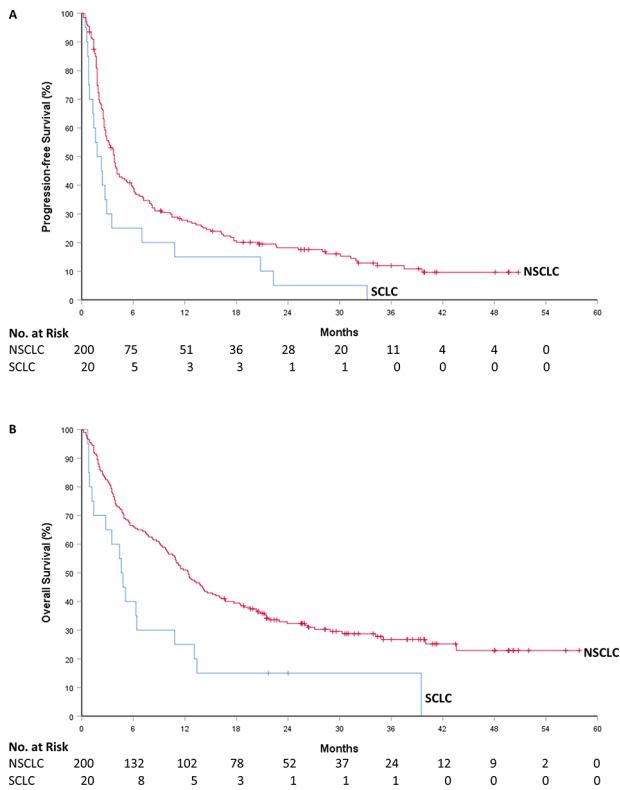 A
Progression-free Survival (%)
100
90
80
70
60
50
40
30
20
10
0
NSCLC
SCLC
0 6 12 18 24 30 36 42 48 54 60
No. at Risk
Months
NSCLC 200 75 51 36 28 20 11 4 4 0
SCLC 20 5 3 3 1 1 0 0 0 0
B
Overall Survival (%)
100
90
80
70
60
50
40
30
20
10
0
NSCLC
SCLC
0 6 12 18 24 30 36 42 48 54 60
No. at Risk
Months
NSCLC 200 132 102 78 52 37 24 12 9 2 0
SCLC 20 8 5 3 1 1 1 0 0 0 0